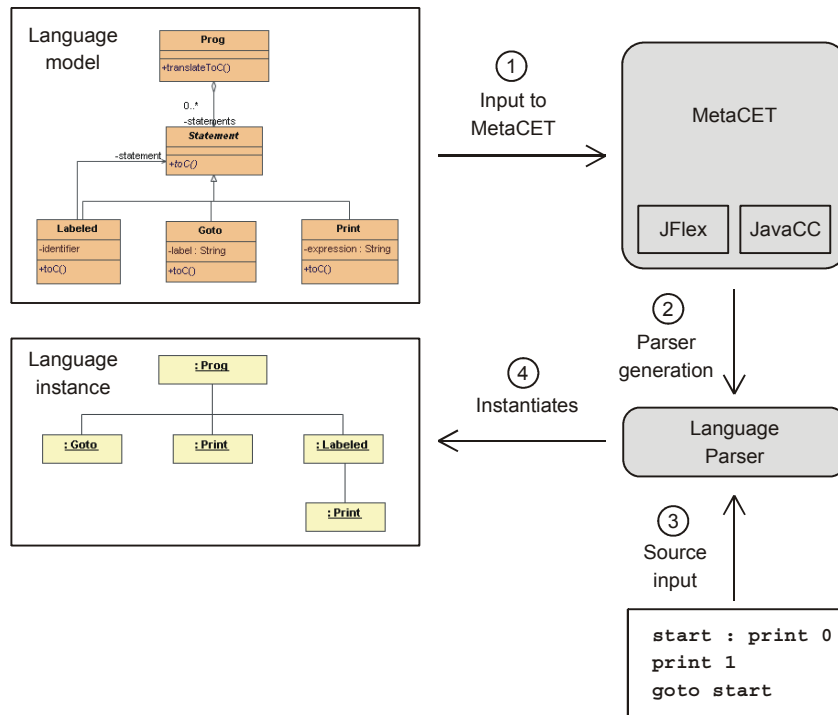 Language
model
Prog
+translateToC()
0..*
-statements
Statement
+toC()
-statement
Labeled
-identifier
+toC()
Goto
-label : String
+toC()
Print
-expression : String
+toC()
1
Input to
MetaCET
MetaCET
JFlex
JavaCC
2
Parser
generation
Language
Parser
3
Source
input
start : print 0
print 1
goto start
4
Instantiates
Language
instance
: Prog
: Goto
: Print
: Labeled
: Print